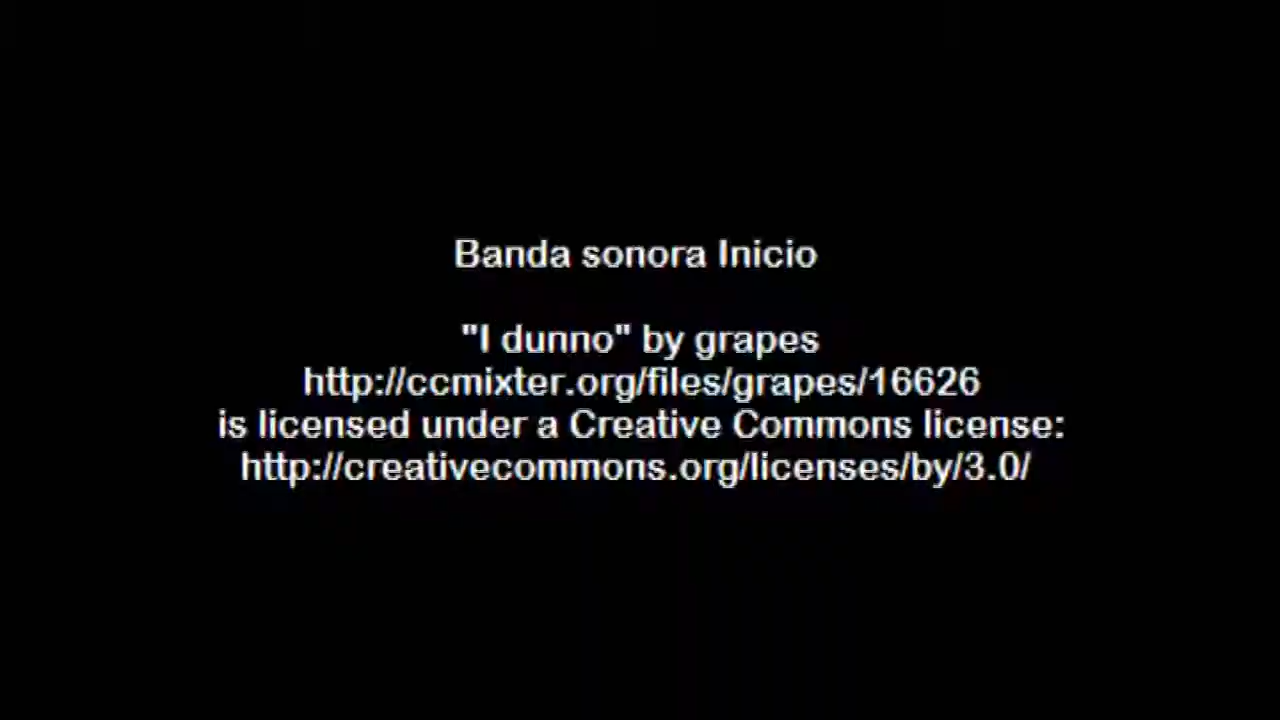 Banda sonora Inicio
"I dunno" by grapes
http://ccmixter.org/files/grapes/16626
is licensed under a Creative Commons license:
http://creativecommons.org/licenses/by/3.0/